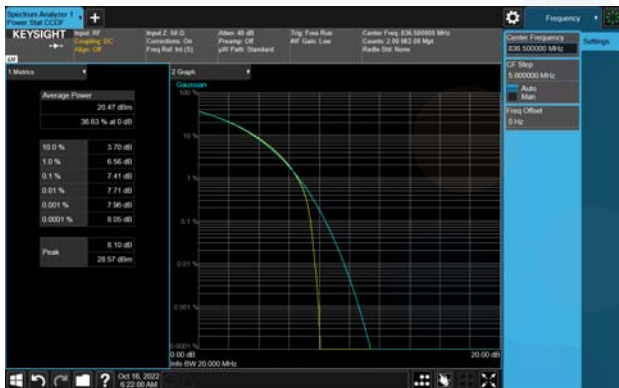 Spectrum Analyzer 1
Power Stat CCDF
+
Frequency
KEYSIGHT
Input: RF
Coupling: DC
Align: Off
Input Z: 50 Ω
Corrections: On
Freq Ref: Int (S)
Atten: 40 dB
Preamp: Off
µW Path: Standard
Trig: Free Run
#IF Gain: Low
Center Freq: 836.500000 MHz
Counts: 2.00 M/2.00 Mpt
Radio Std: None
LM
Center Frequency
836.500000 MHz
Settings
CF Step
5.000000 MHz
Auto
Man
Freq Offset
0 Hz
1 Metrics
Average Power
20.47 dBm
36.63 % at 0 dB
10.0 % 3.70 dB
1.0 % 6.56 dB
0.1 % 7.41 dB
0.01 % 7.71 dB
0.001 % 7.96 dB
0.0001 % 8.05 dB
Peak
8.10 dB
28.57 dBm
2 Graph
Gaussian
100 %
10 %
1 %
0.1 %
0.01 %
0.001 %
0.0001 %
0.00 dB
20.00 dB
Info BW 20.000 MHz
?
Oct 16, 2022
6:22:00 AM